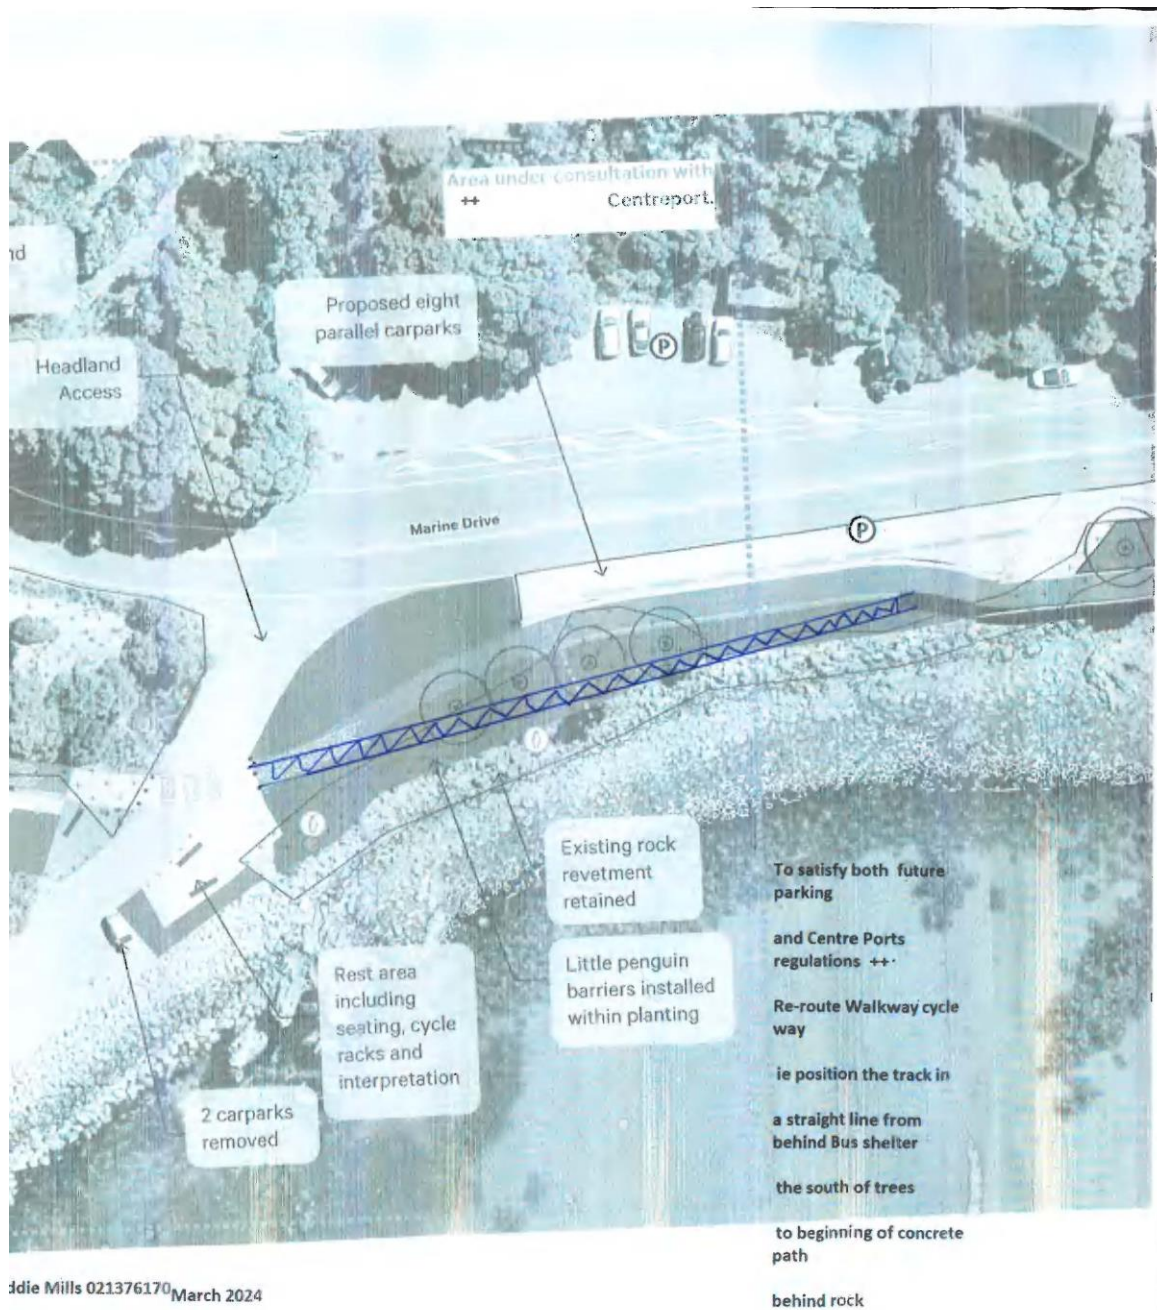 Area under consultation with
++ Centreport.
nd
Proposed eight
parallel carparks
Headland
Access
P
Marine Drive
P
Existing rock
revetment
retained
To satisfy both future
parking
and Centre Ports
regulations ++·
Little penguin
barriers installed
within planting
Rest area
including
seating, cycle
racks and
interpretation
Re-route Walkway cycle
way
ie position the track in
a straight line from
behind Bus shelter
2 carparks
removed
the south of trees
to beginning of concrete
path
behind rock
ddie Mills 021376170 March 2024